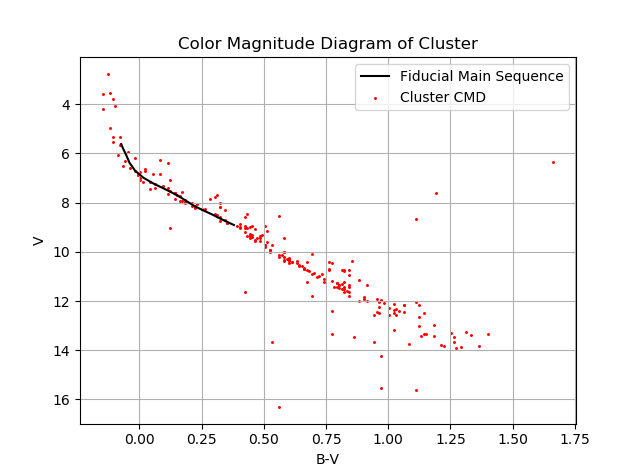 Color Magnitude Diagram of Cluster
Fiducial Main Sequence
Cluster CMD
V
4
6
8
10
12
14
16
0.00 0.25 0.50 0.75 1.00 1.25 1.50 1.75
B-V